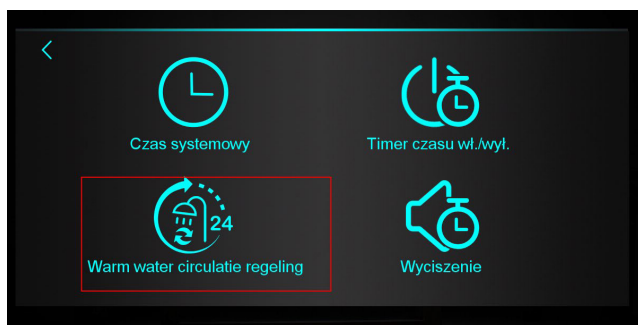 Czas systemowy
Timer czasu wł./wył.
24
Warm water circulatie regeling
Wyciszenie